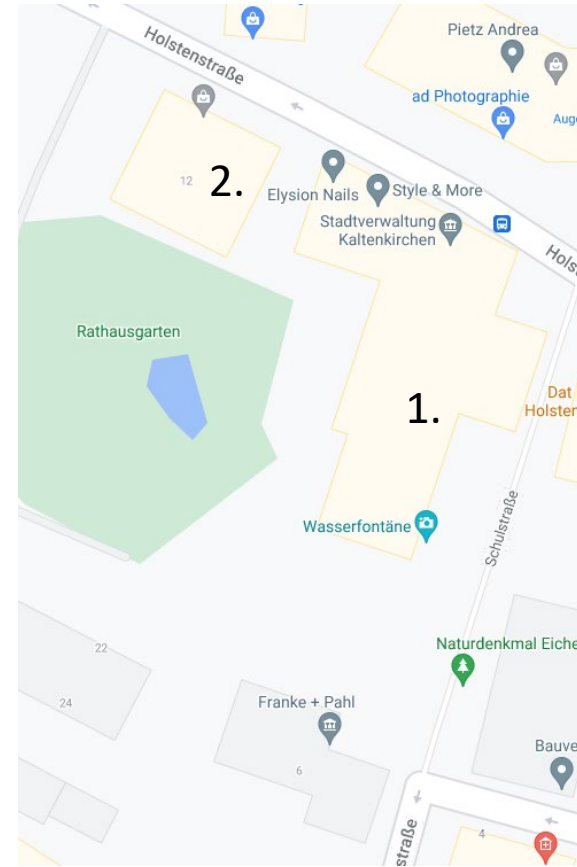 Holstenstraße
Pietz Andrea
ad Photographie
Auge
12
2.
Elysion Nails
Style & More
Stadtverwaltung
Kaltenkirchen
Hols
Rathausgarten
1.
Dat
Holsten
Wasserfontäne
Schulstraße
Naturdenkmal Eiche
22
24
Franke + Pahl
6
Bauve
4
straße